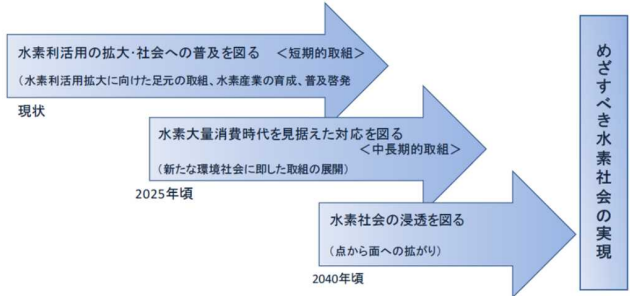 水素利活用の拡大・社会への普及を図る ＜短期的取組＞
（水素利用拡大に向けた足元の取組、水素産業の育成、普及啓発
現状
水素大量消費時代を見据えた対応を図る
＜中長期的取組＞
（新たな環境社会に即した取組の展開）
2025年頃
水素社会の浸透を図る
（点から面への拡がり）
2040年頃
めざすべき水素社会の実現